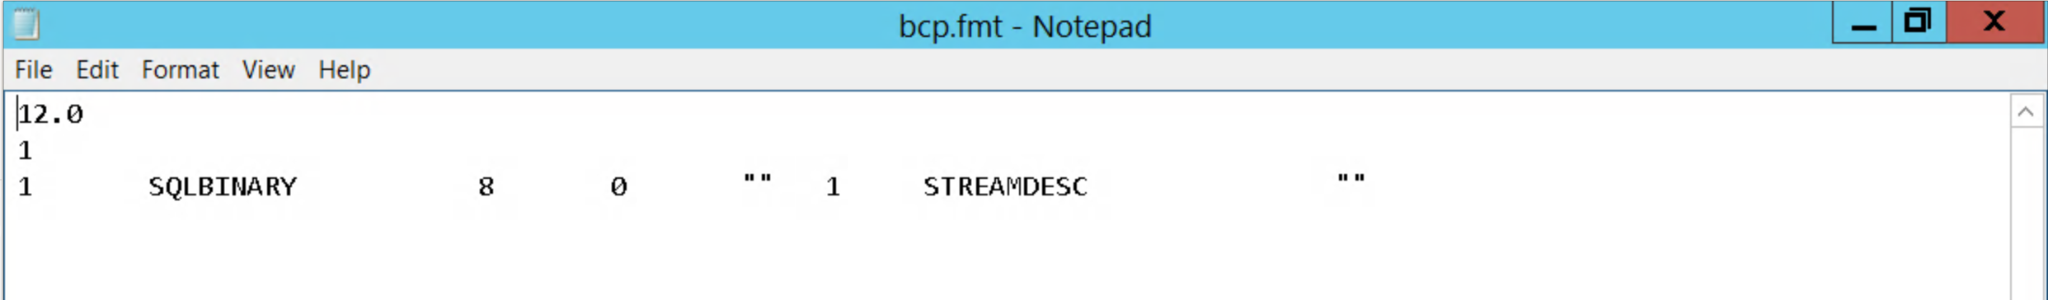 bcp.fmt - Notepad
File Edit Format View Help
12.0
1
1 SQLBINARY 8 0 "" 1 STREAMDESC ""